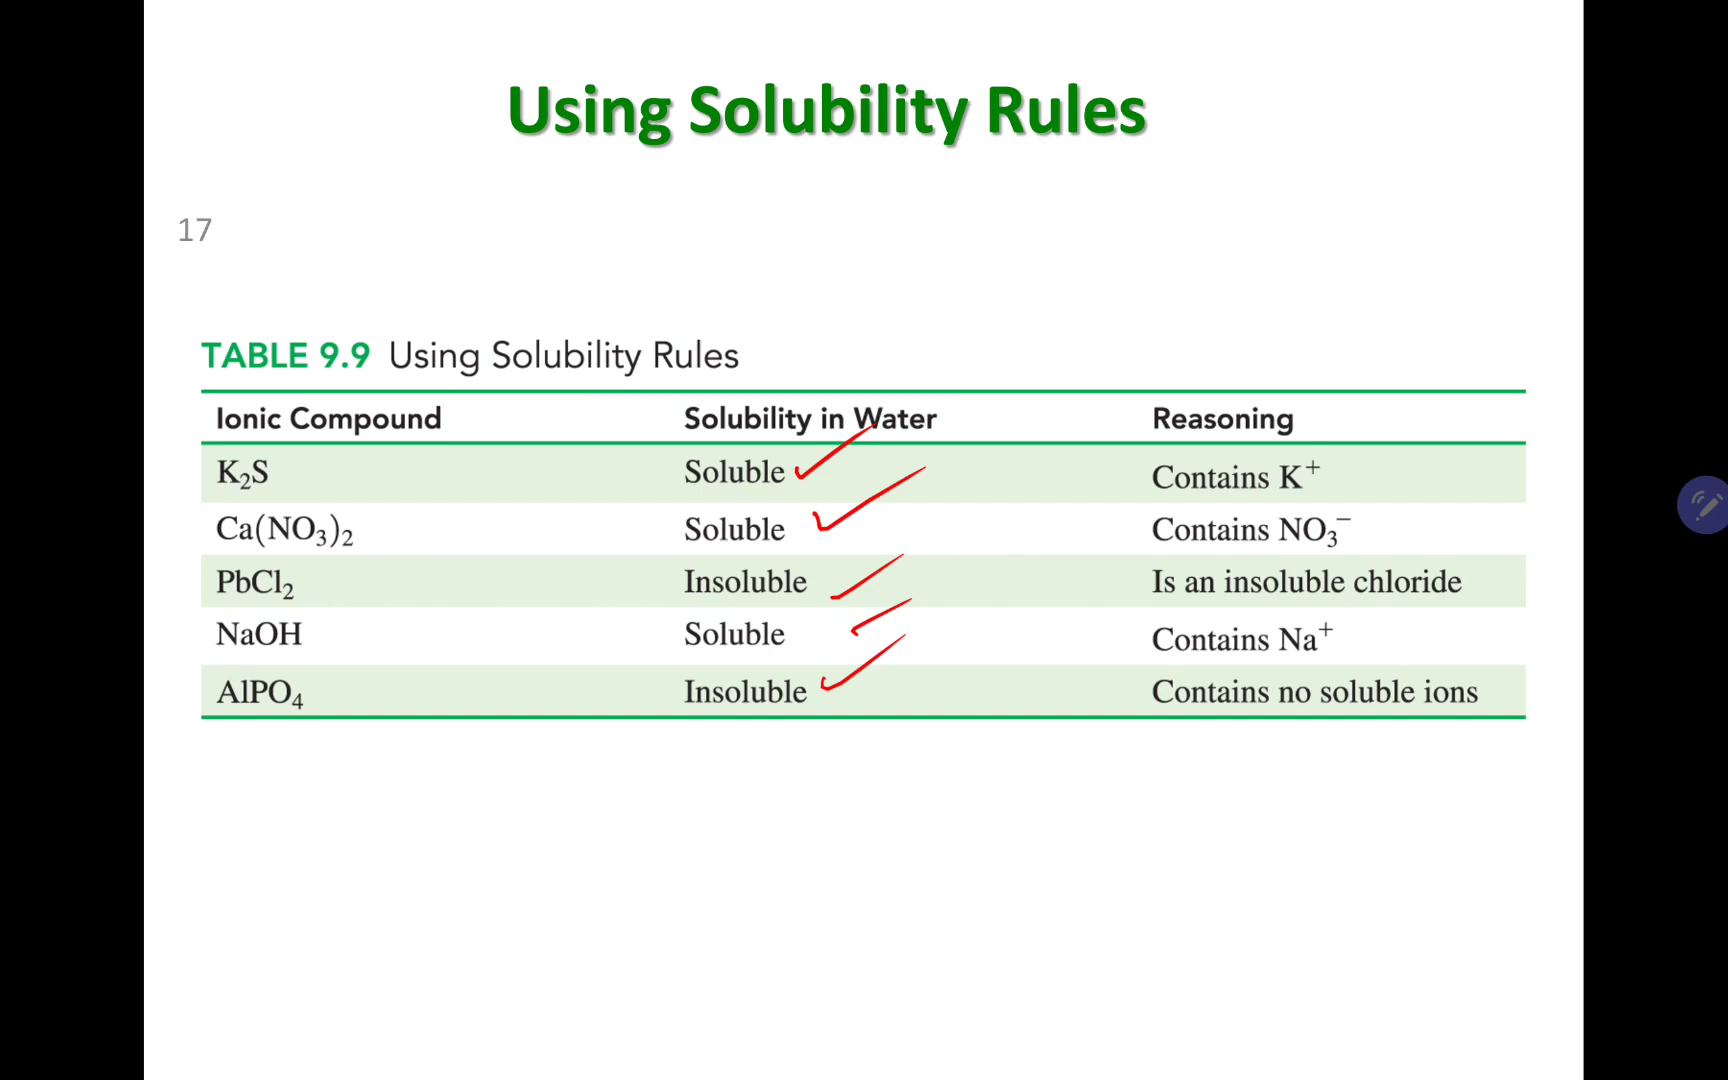 Using Solubility Rules
17
TABLE 9.9 Using Solubility Rules
Ionic Compound Solubility in Water Reasoning
K₂S Soluble Contains K⁺
Ca(NO₃)₂ Soluble Contains NO₃⁻
PbCl₂ Insoluble Is an insoluble chloride
NaOH Soluble Contains Na⁺
AlPO₄ Insoluble Contains no soluble ions